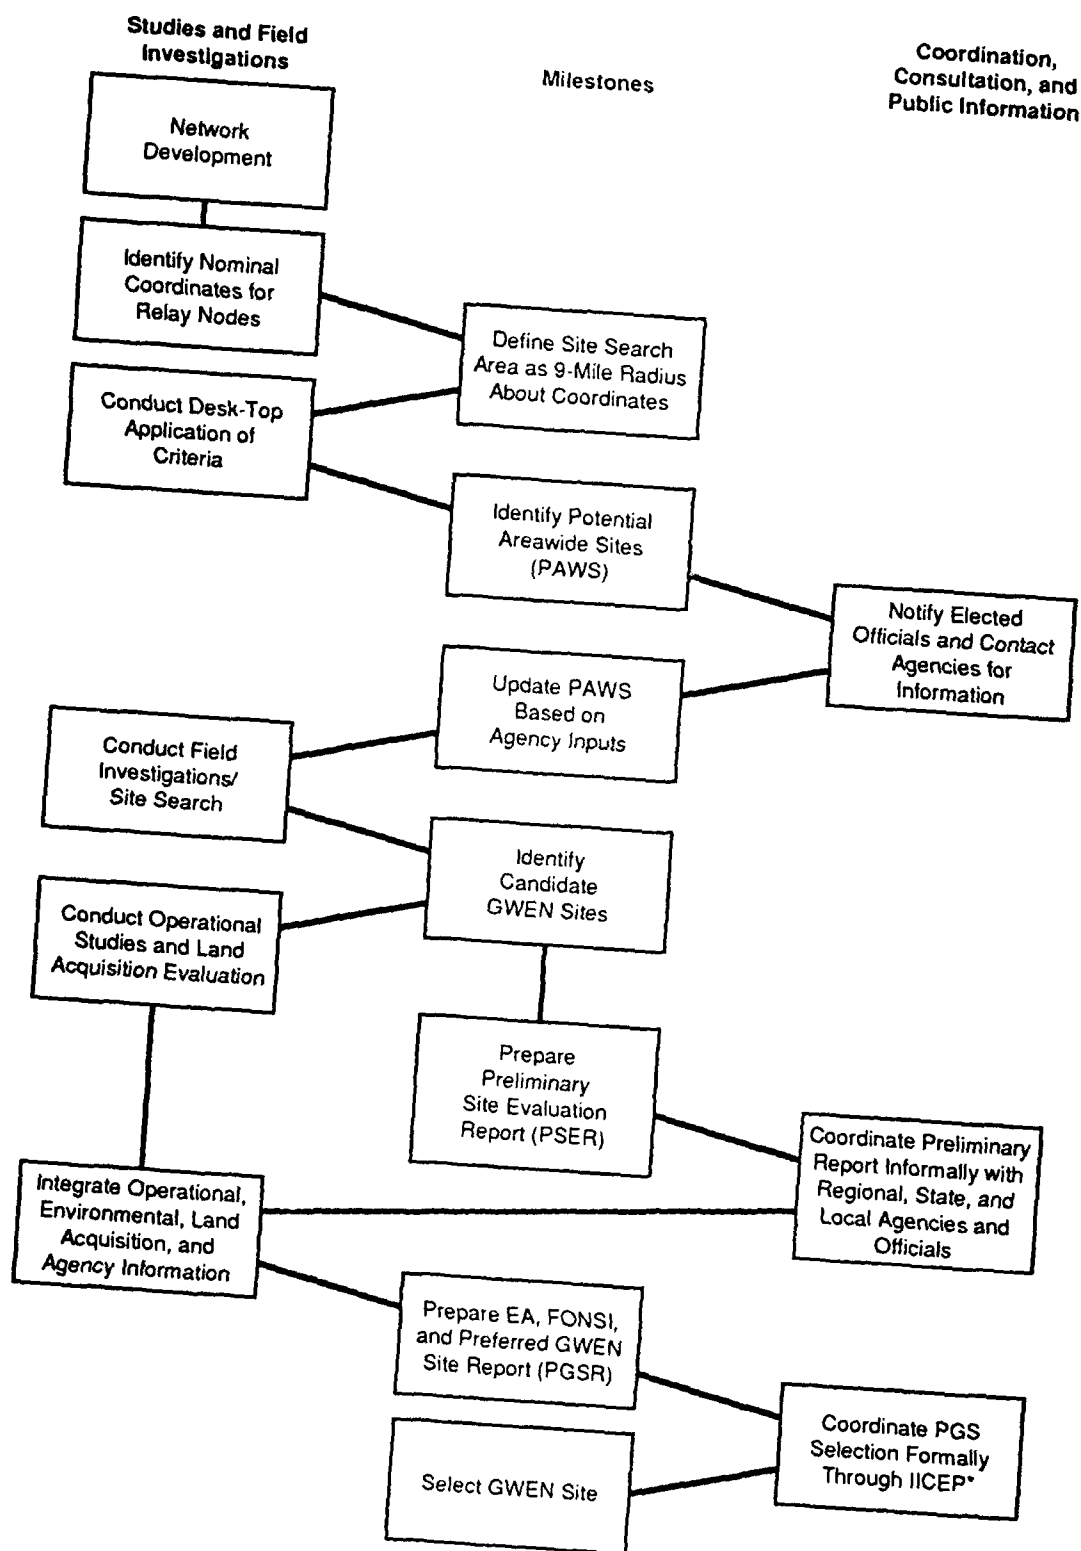 Studies and Field
Investigations
Milestones
Coordination,
Consultation, and
Public Information
Network
Development
Identify Nominal
Coordinates for
Relay Nodes
Define Site Search
Area as 9-Mile Radius
About Coordinates
Conduct Desk-Top
Application of
Criteria
Identify Potential
Areawide Sites
(PAWS)
Notify Elected
Officials and Contact
Agencies for
Information
Update PAWS
Based on
Agency Inputs
Conduct Field
Investigations/
Site Search
Identify
Candidate
GWEN Sites
Conduct Operational
Studies and Land
Acquisition Evaluation
Prepare
Preliminary
Site Evaluation
Report (PSER)
Coordinate Preliminary
Report Informally with
Regional, State, and
Local Agencies and
Officials
Integrate Operational,
Environmental, Land
Acquisition, and
Agency Information
Prepare EA, FONSI,
and Preferred GWEN
Site Report (PGSR)
Coordinate PGS
Selection Formally
Through IICEP*
Select GWEN Site